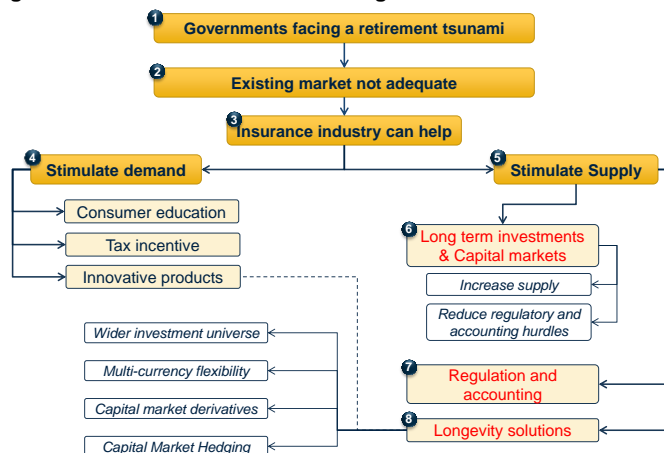 1
Governments facing a retirement tsunami
2
Existing market not adequate
3
Insurance industry can help
4
Stimulate demand
5
Stimulate Supply
Consumer education
Tax incentive
Innovative products
6
Long term investments
& Capital markets
Increase supply
Reduce regulatory and
accounting hurdles
Wider investment universe
Multi-currency flexibility
Capital market derivatives
Capital Market Hedging
7
Regulation and
accounting
8
Longevity solutions